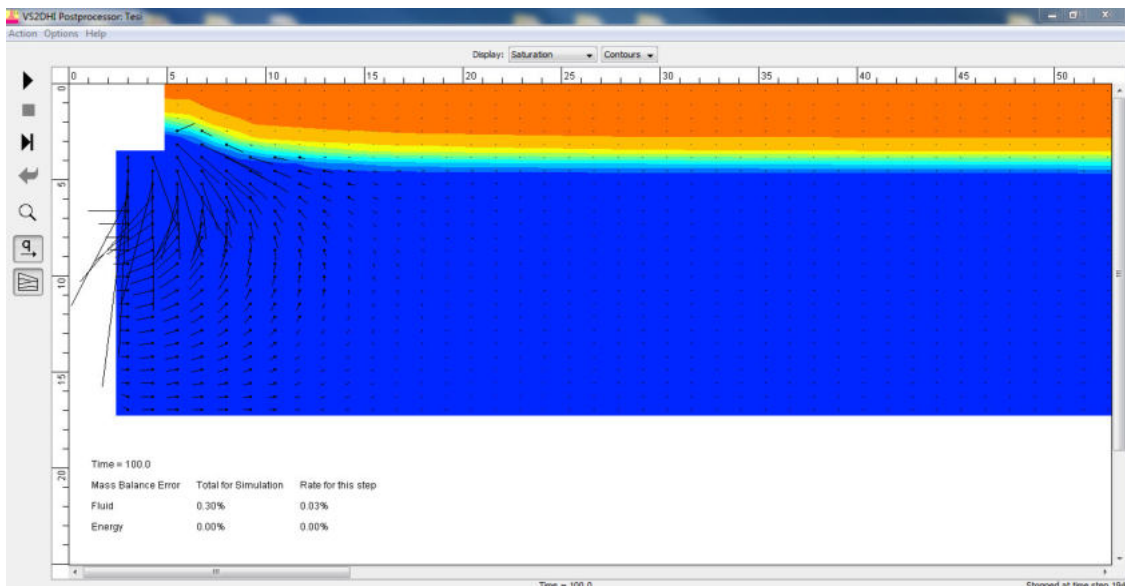 VS2DHI Postprocessor: Tesi
Action Options Help
Display: Saturation Contours
0 5 10 15 20 25 30 35 40 45 50
0
5
10
15
20
q
Time = 100.0
Mass Balance Error Total for Simulation Rate for this step
Fluid 0.30% 0.03%
Energy 0.00% 0.00%
Time = 100.0 Stopped at time step